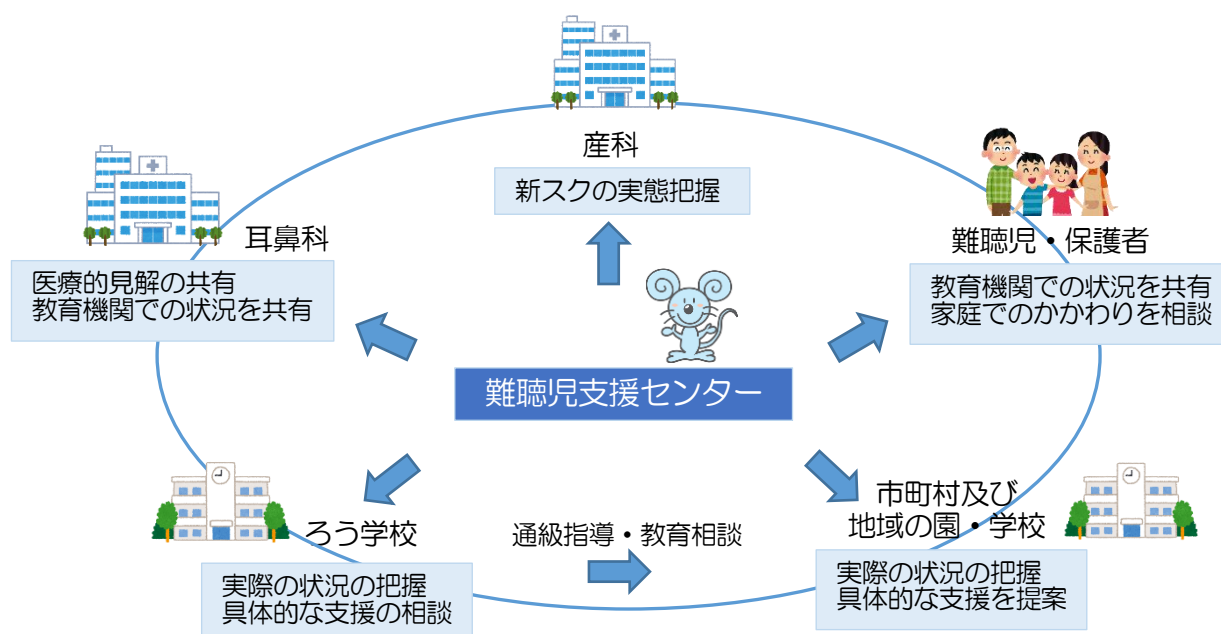 産科
新スクの実態把握
耳鼻科
医療的見解の共有
教育機関での状況を共有
難聴児・保護者
教育機関での状況を共有
家庭でのかかわりを相談
難聴児支援センター
ろう学校
実際の状況の把握
具体的な支援の相談
通級指導・教育相談
市町村及び
地域の園・学校
実際の状況の把握
具体的な支援を提案